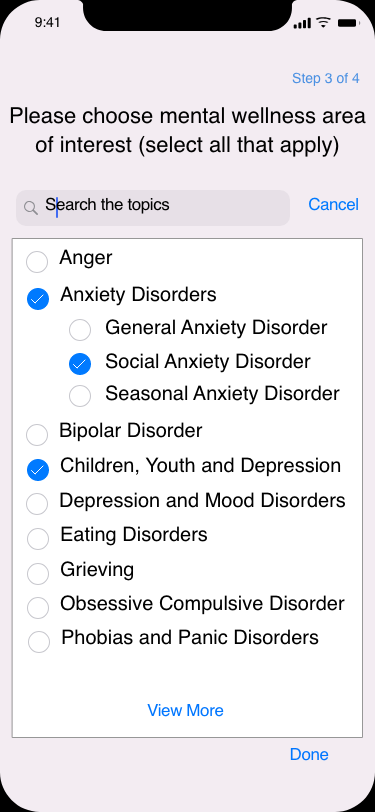 9:41
Step 3 of 4
Please choose mental wellness area
of interest (select all that apply)
Search the topics
Cancel
Anger
Anxiety Disorders
General Anxiety Disorder
Social Anxiety Disorder
Seasonal Anxiety Disorder
Bipolar Disorder
Children, Youth and Depression
Depression and Mood Disorders
Eating Disorders
Grieving
Obsessive Compulsive Disorder
Phobias and Panic Disorders
View More
Done